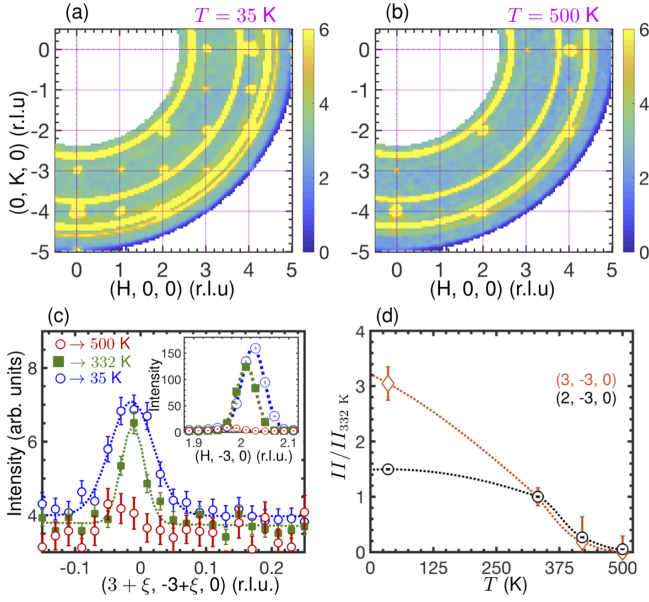 (a)
T = 35 K
(b)
T = 500 K
(0, K, 0) (r.l.u)
0
-1
-2
-3
-4
-5
0 1 2 3 4 5
(H, 0, 0) (r.l.u)
6
4
2
0
0
-1
-2
-3
-4
-5
0 1 2 3 4 5
(H, 0, 0) (r.l.u)
6
4
2
0
(c)
Intensity (arb. units)
8
6
4
-0.1 0 0.1 0.2
(3 + ξ, -3+ξ, 0) (r.l.u.)
→ 500 K
→ 332 K
→ 35 K
Intensity
150
100
50
0
1.9 2 2.1
(H, -3, 0) (r.l.u.)
(d)
II/II332 K
4
3
2
1
0
0 125 250 375 500
T (K)
(3, -3, 0)
(2, -3, 0)